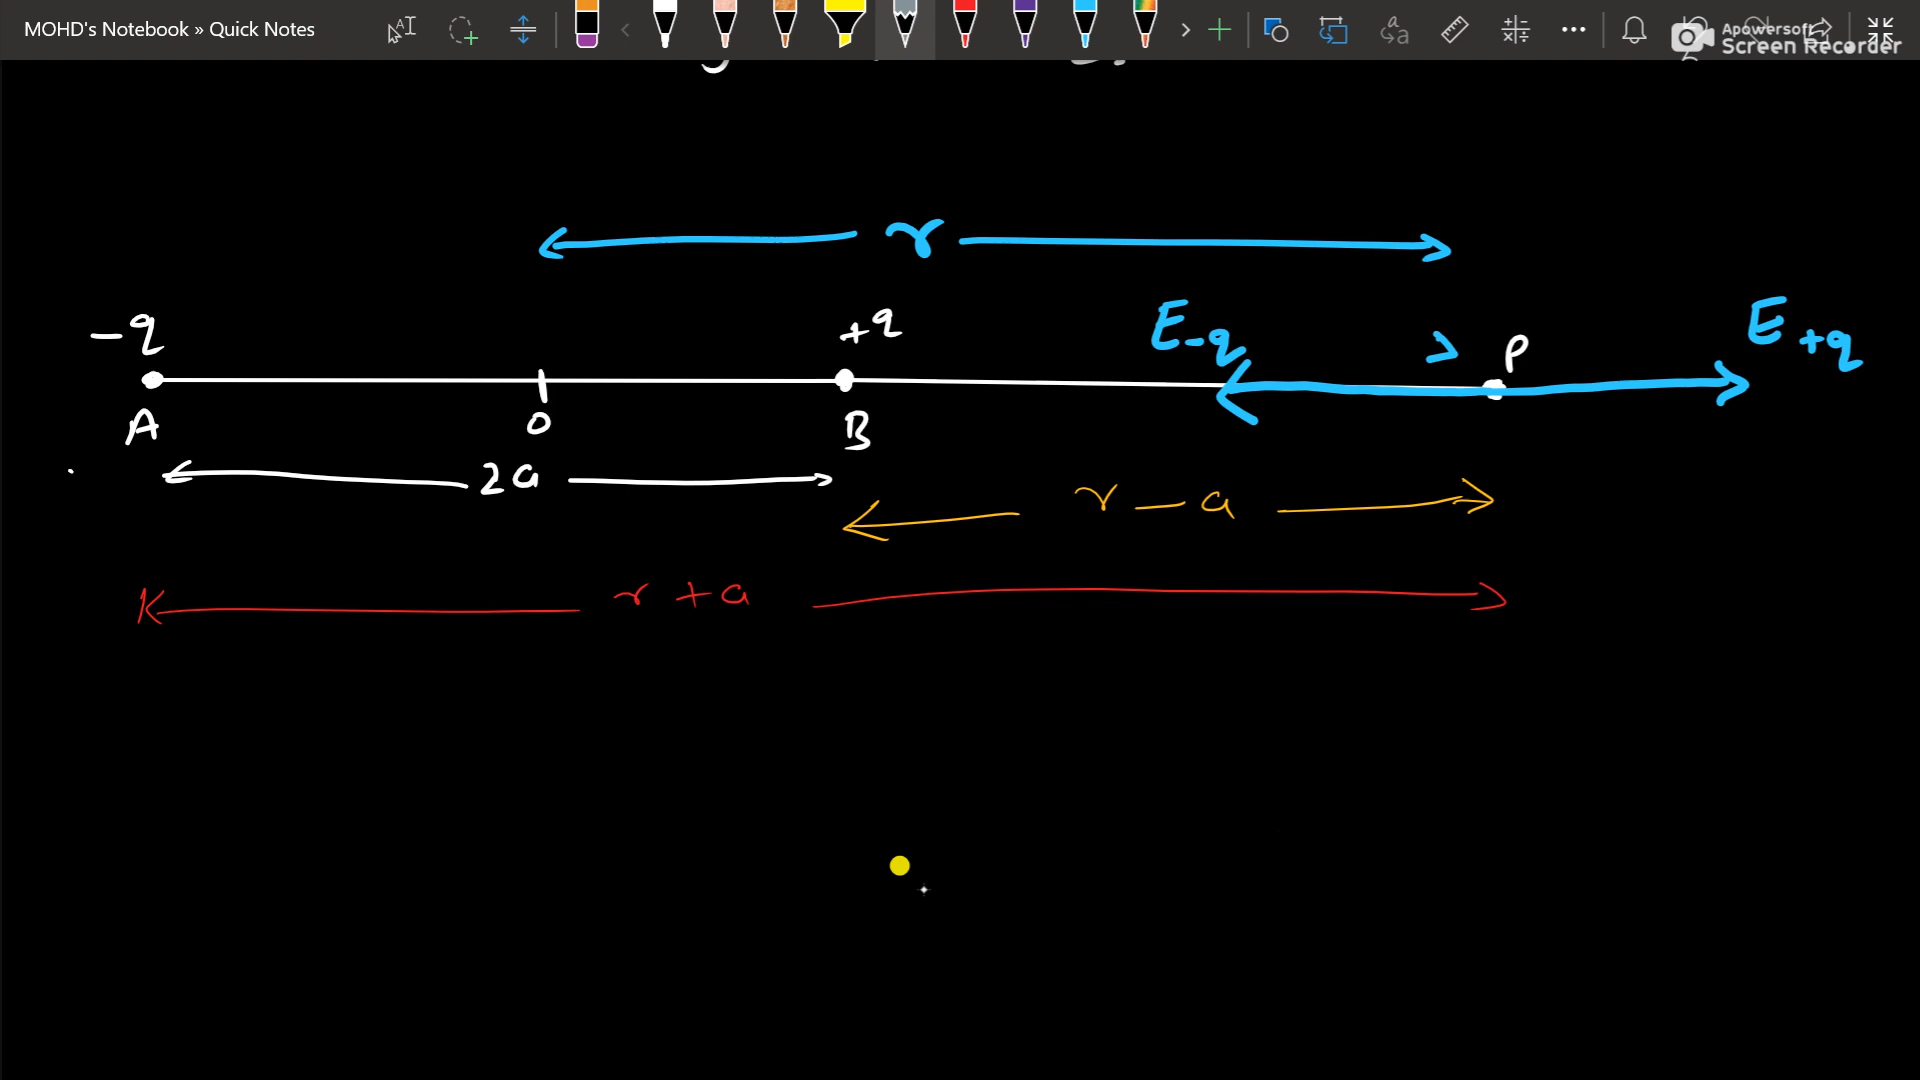 MOHD's Notebook » Quick Notes
Apowersoft
Screen Recorder
r
-q +q E-q > P E+q
A O B
2a
r - a
r + a